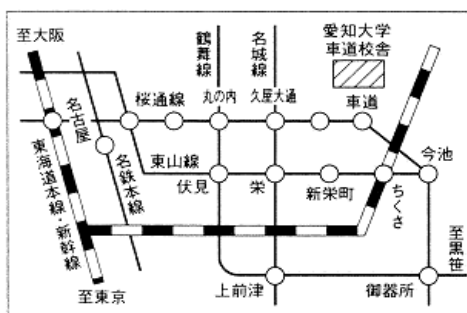 至大阪
鶴舞線
名城線
愛知大学
車道校舎
桜通線
丸の内
久屋大通
車道
名古屋
東海道本線・新幹線
名鉄本線
東山線
伏見
栄
新栄町
ちくさ
今池
至黒笹
至東京
上前津
御器所